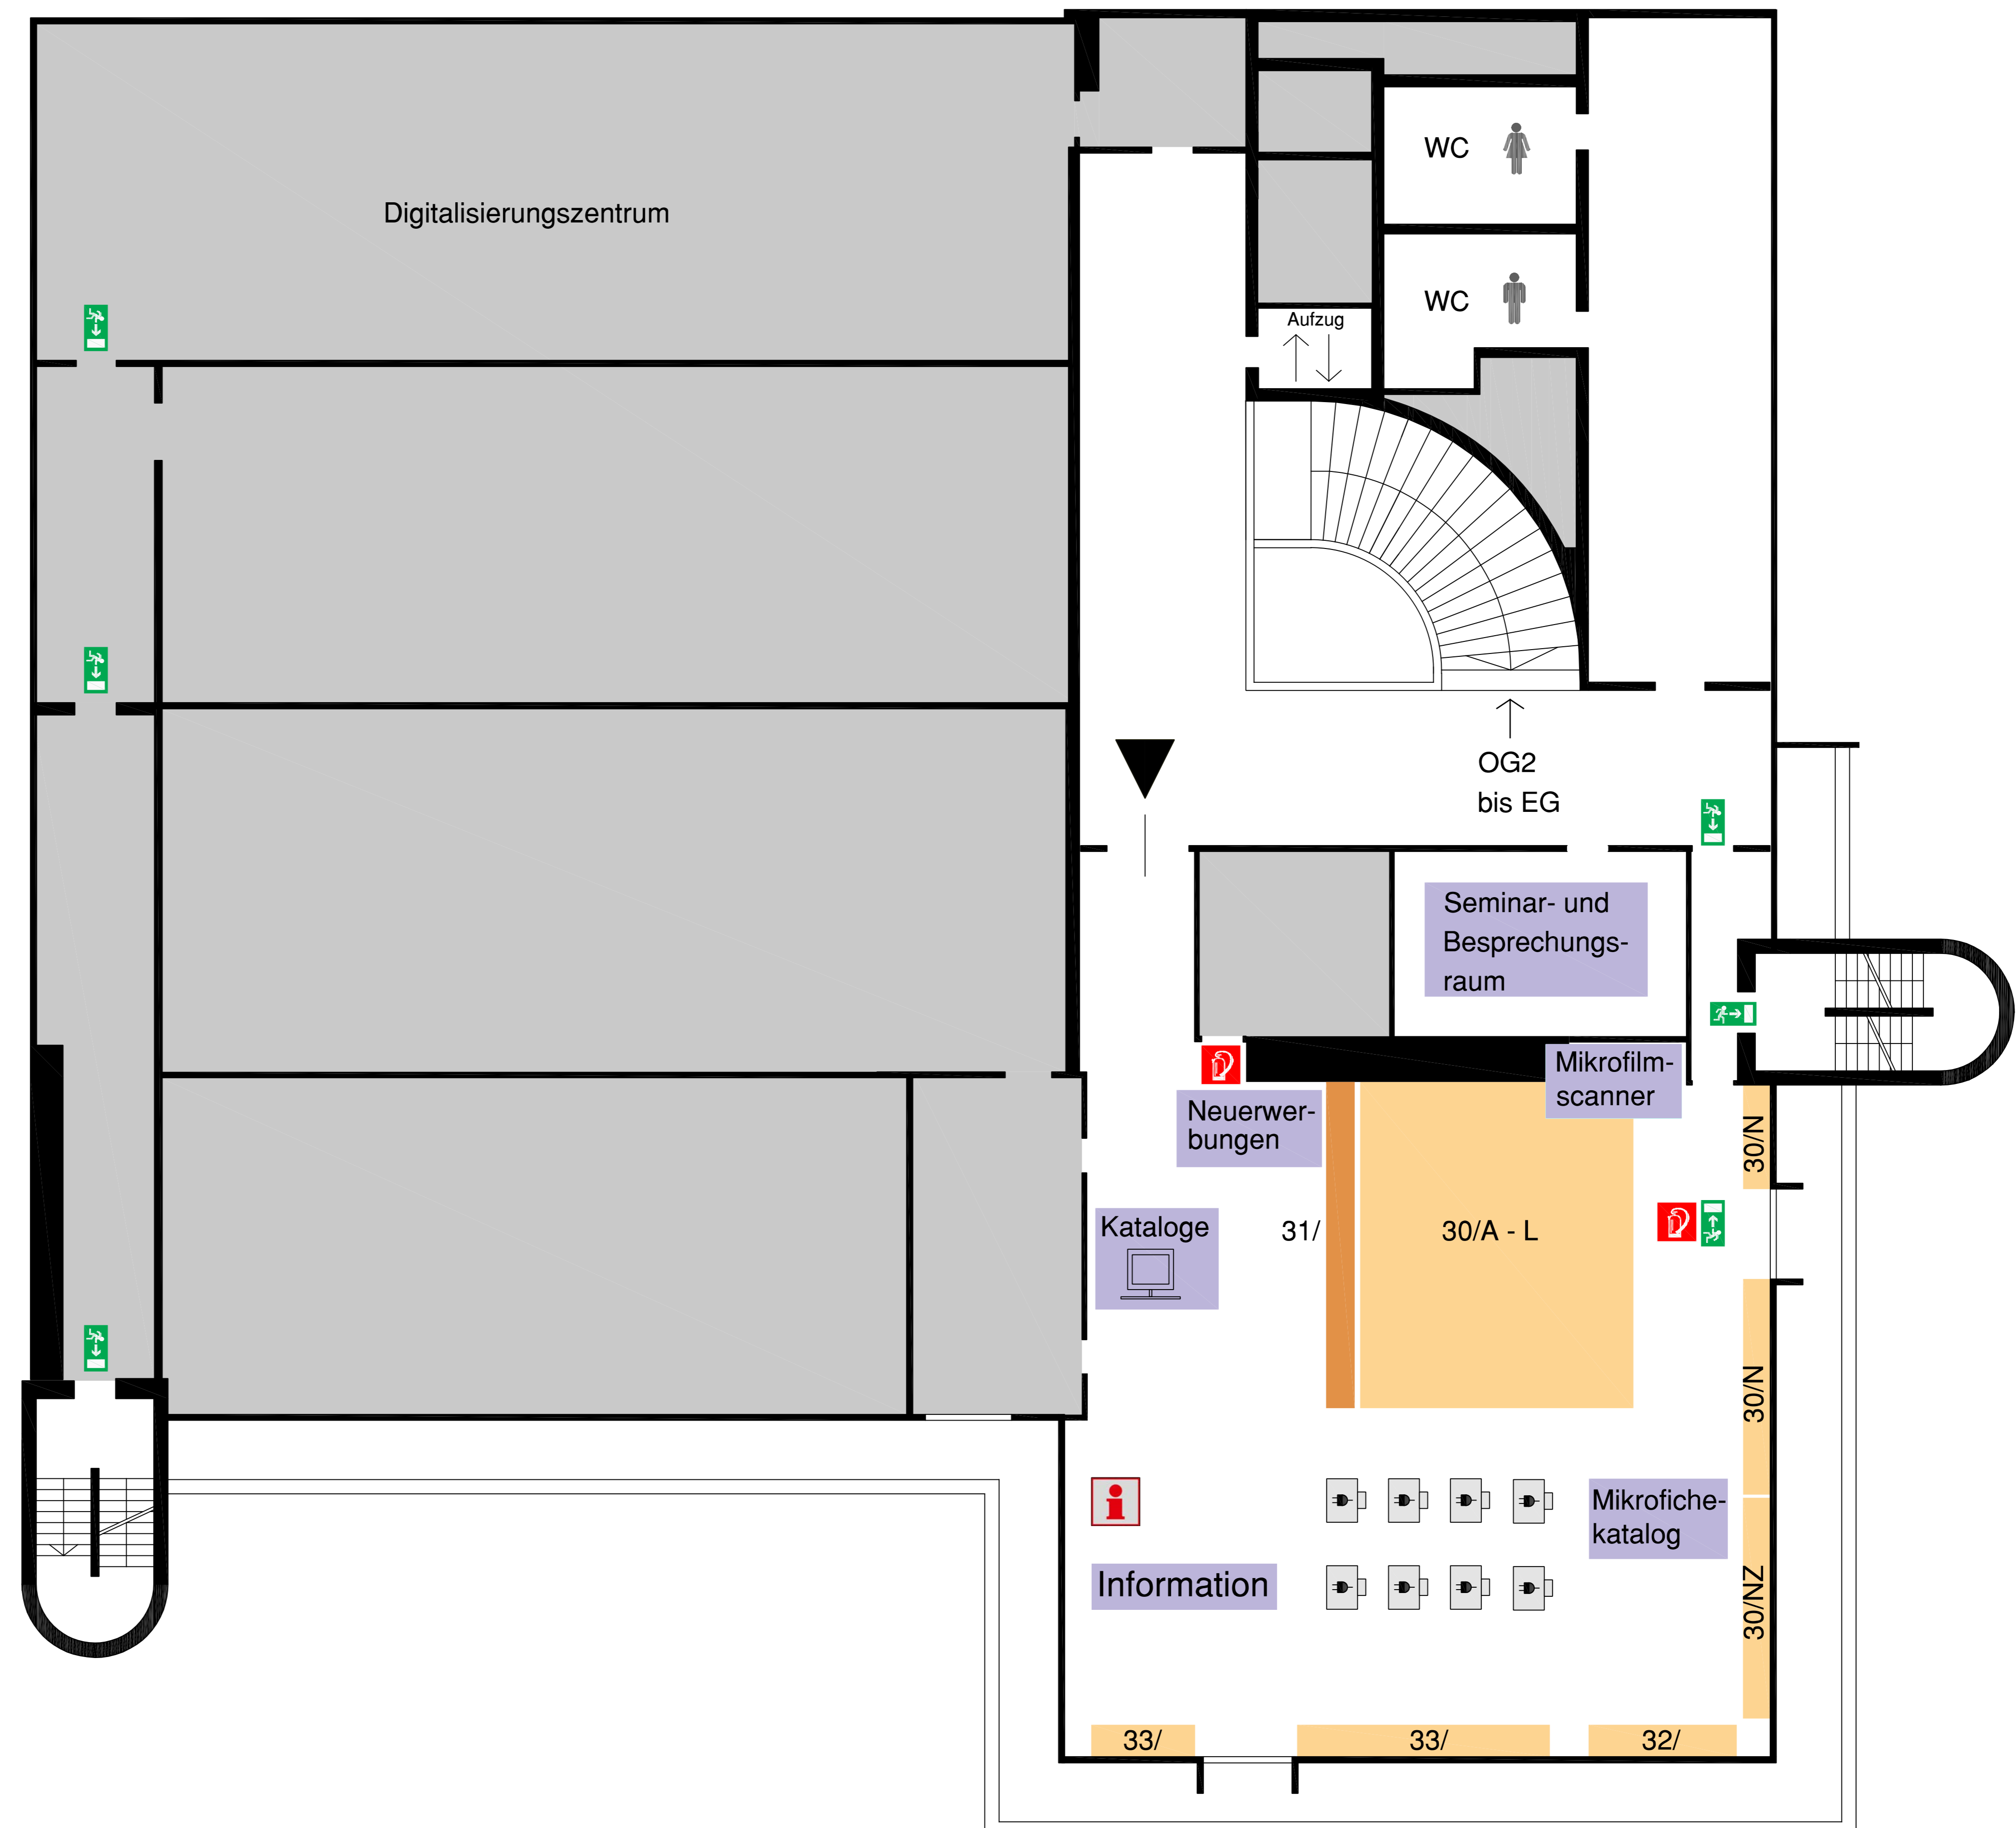 WC
Digitalisierungszentrum
WC
Aufzug
OG2
bis EG
Seminar- und
Besprechungs-
raum
Mikrofilm-
scanner
Neuerwer-
bungen
30/N
Kataloge
31/
30/A - L
30/N
Mikrofiche-
katalog
Information
30/NZ
33/
33/
32/